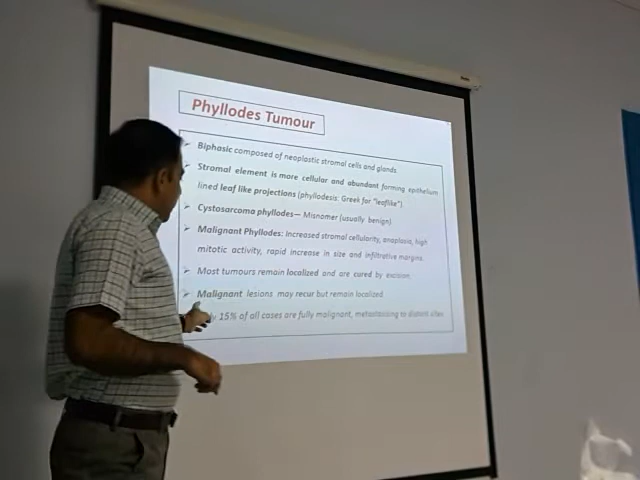 Phyllodes Tumour
Biphasic composed of neoplastic stromal cells and glands
Stromal element is more cellular and abundant forming epithelium
lined leaf like projections (phyllodesis: Greek for "leaflike").
Cystosarcoma phyllodes— Misnomer (usually benign)
Malignant Phyllodes: Increased stromal cellularity, anaplasia, high
mitotic activity, rapid increase in size and infiltrative margins.
Most tumours remain localized and are cured by excision.
Malignant lesions may recur but remain localized
15% of all cases are fully malignant, metastasizing to distant sites